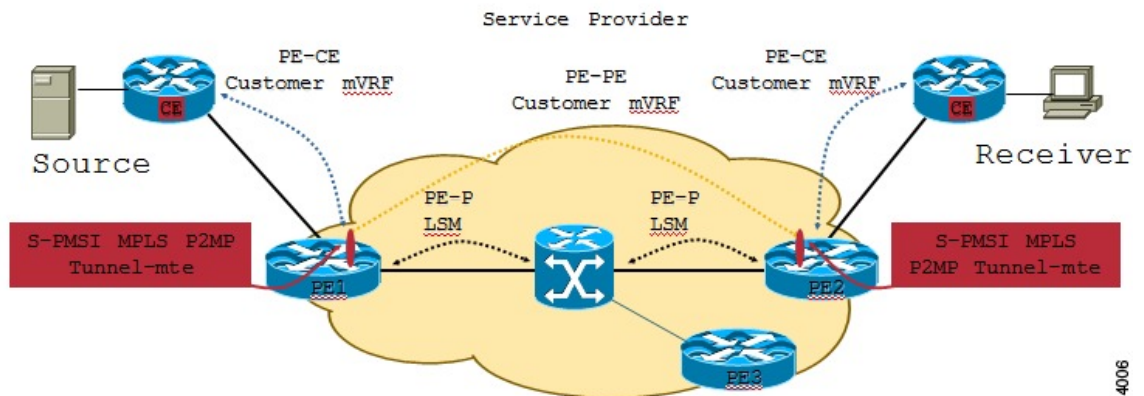 Service Provider
PE-CE
Customer mVRF
PE-PE
Customer mVRF
PE-CE
Customer mVRF
CE
CE
Source
Receiver
PE-P
LSM
PE-P
LSM
S-PMSI MPLS P2MP
Tunnel-mte
S-PMSI MPLS
P2MP Tunnel-mte
PE1
PE2
PE3
4006